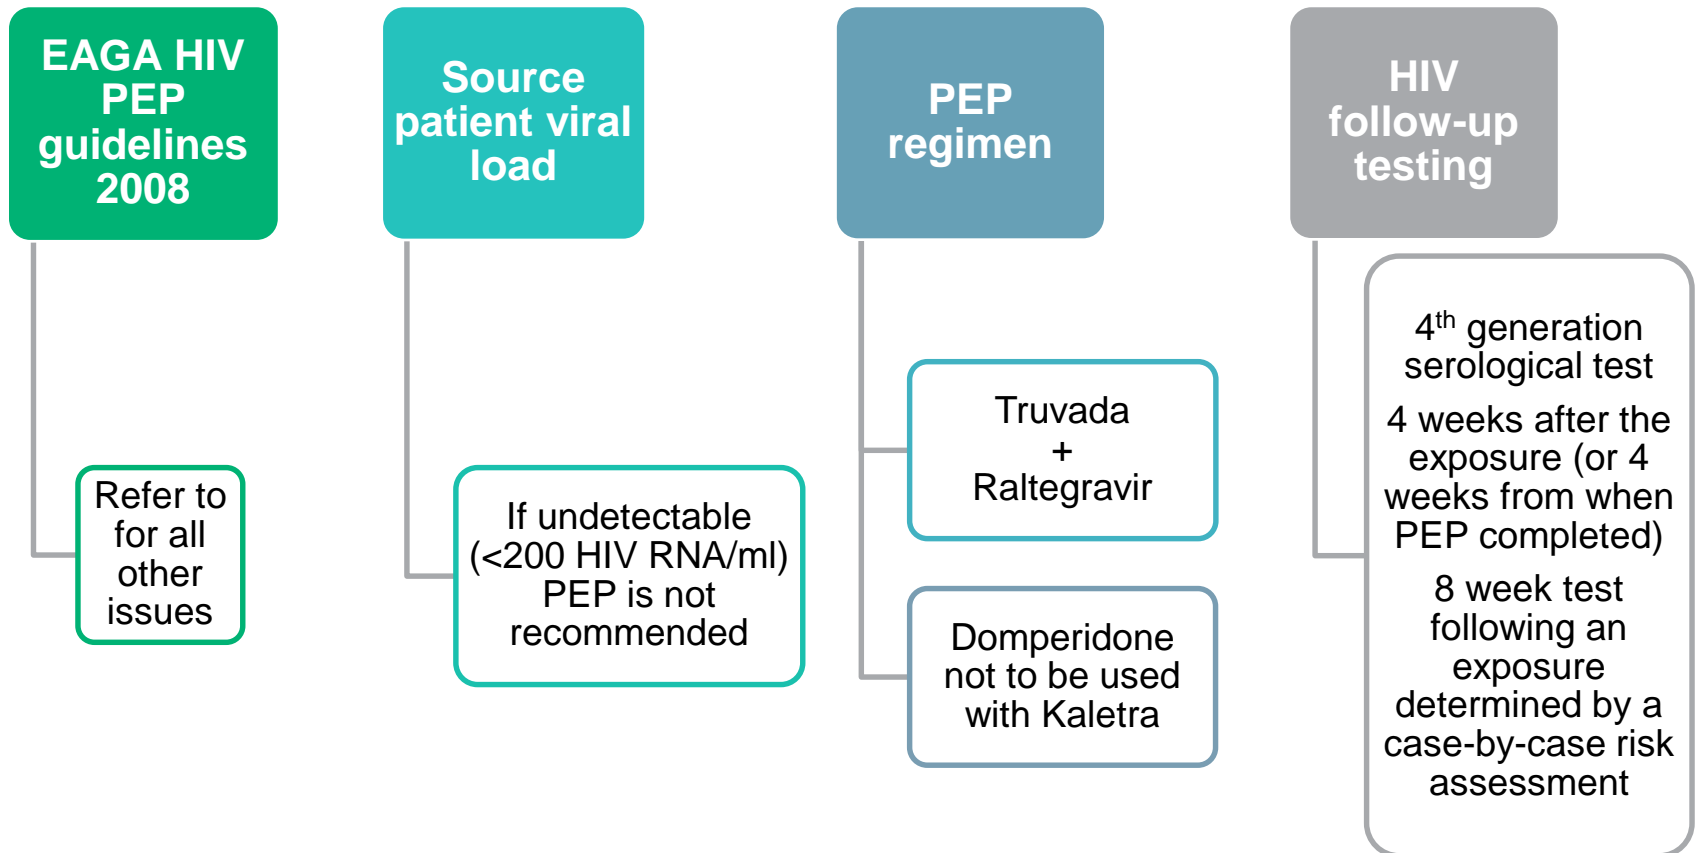 EAGA HIV
PEP
guidelines
2008
Refer to
for all
other
issues
Source
patient viral
load
If undetectable
(<200 HIV RNA/ml)
PEP is not
recommended
PEP
regimen
Truvada
+
Raltegravir
Domperidone
not to be used
with Kaletra
HIV
follow-up
testing
4th generation
serological test
4 weeks after the
exposure (or 4
weeks from when
PEP completed)
8 week test
following an
exposure
determined by a
case-by-case risk
assessment